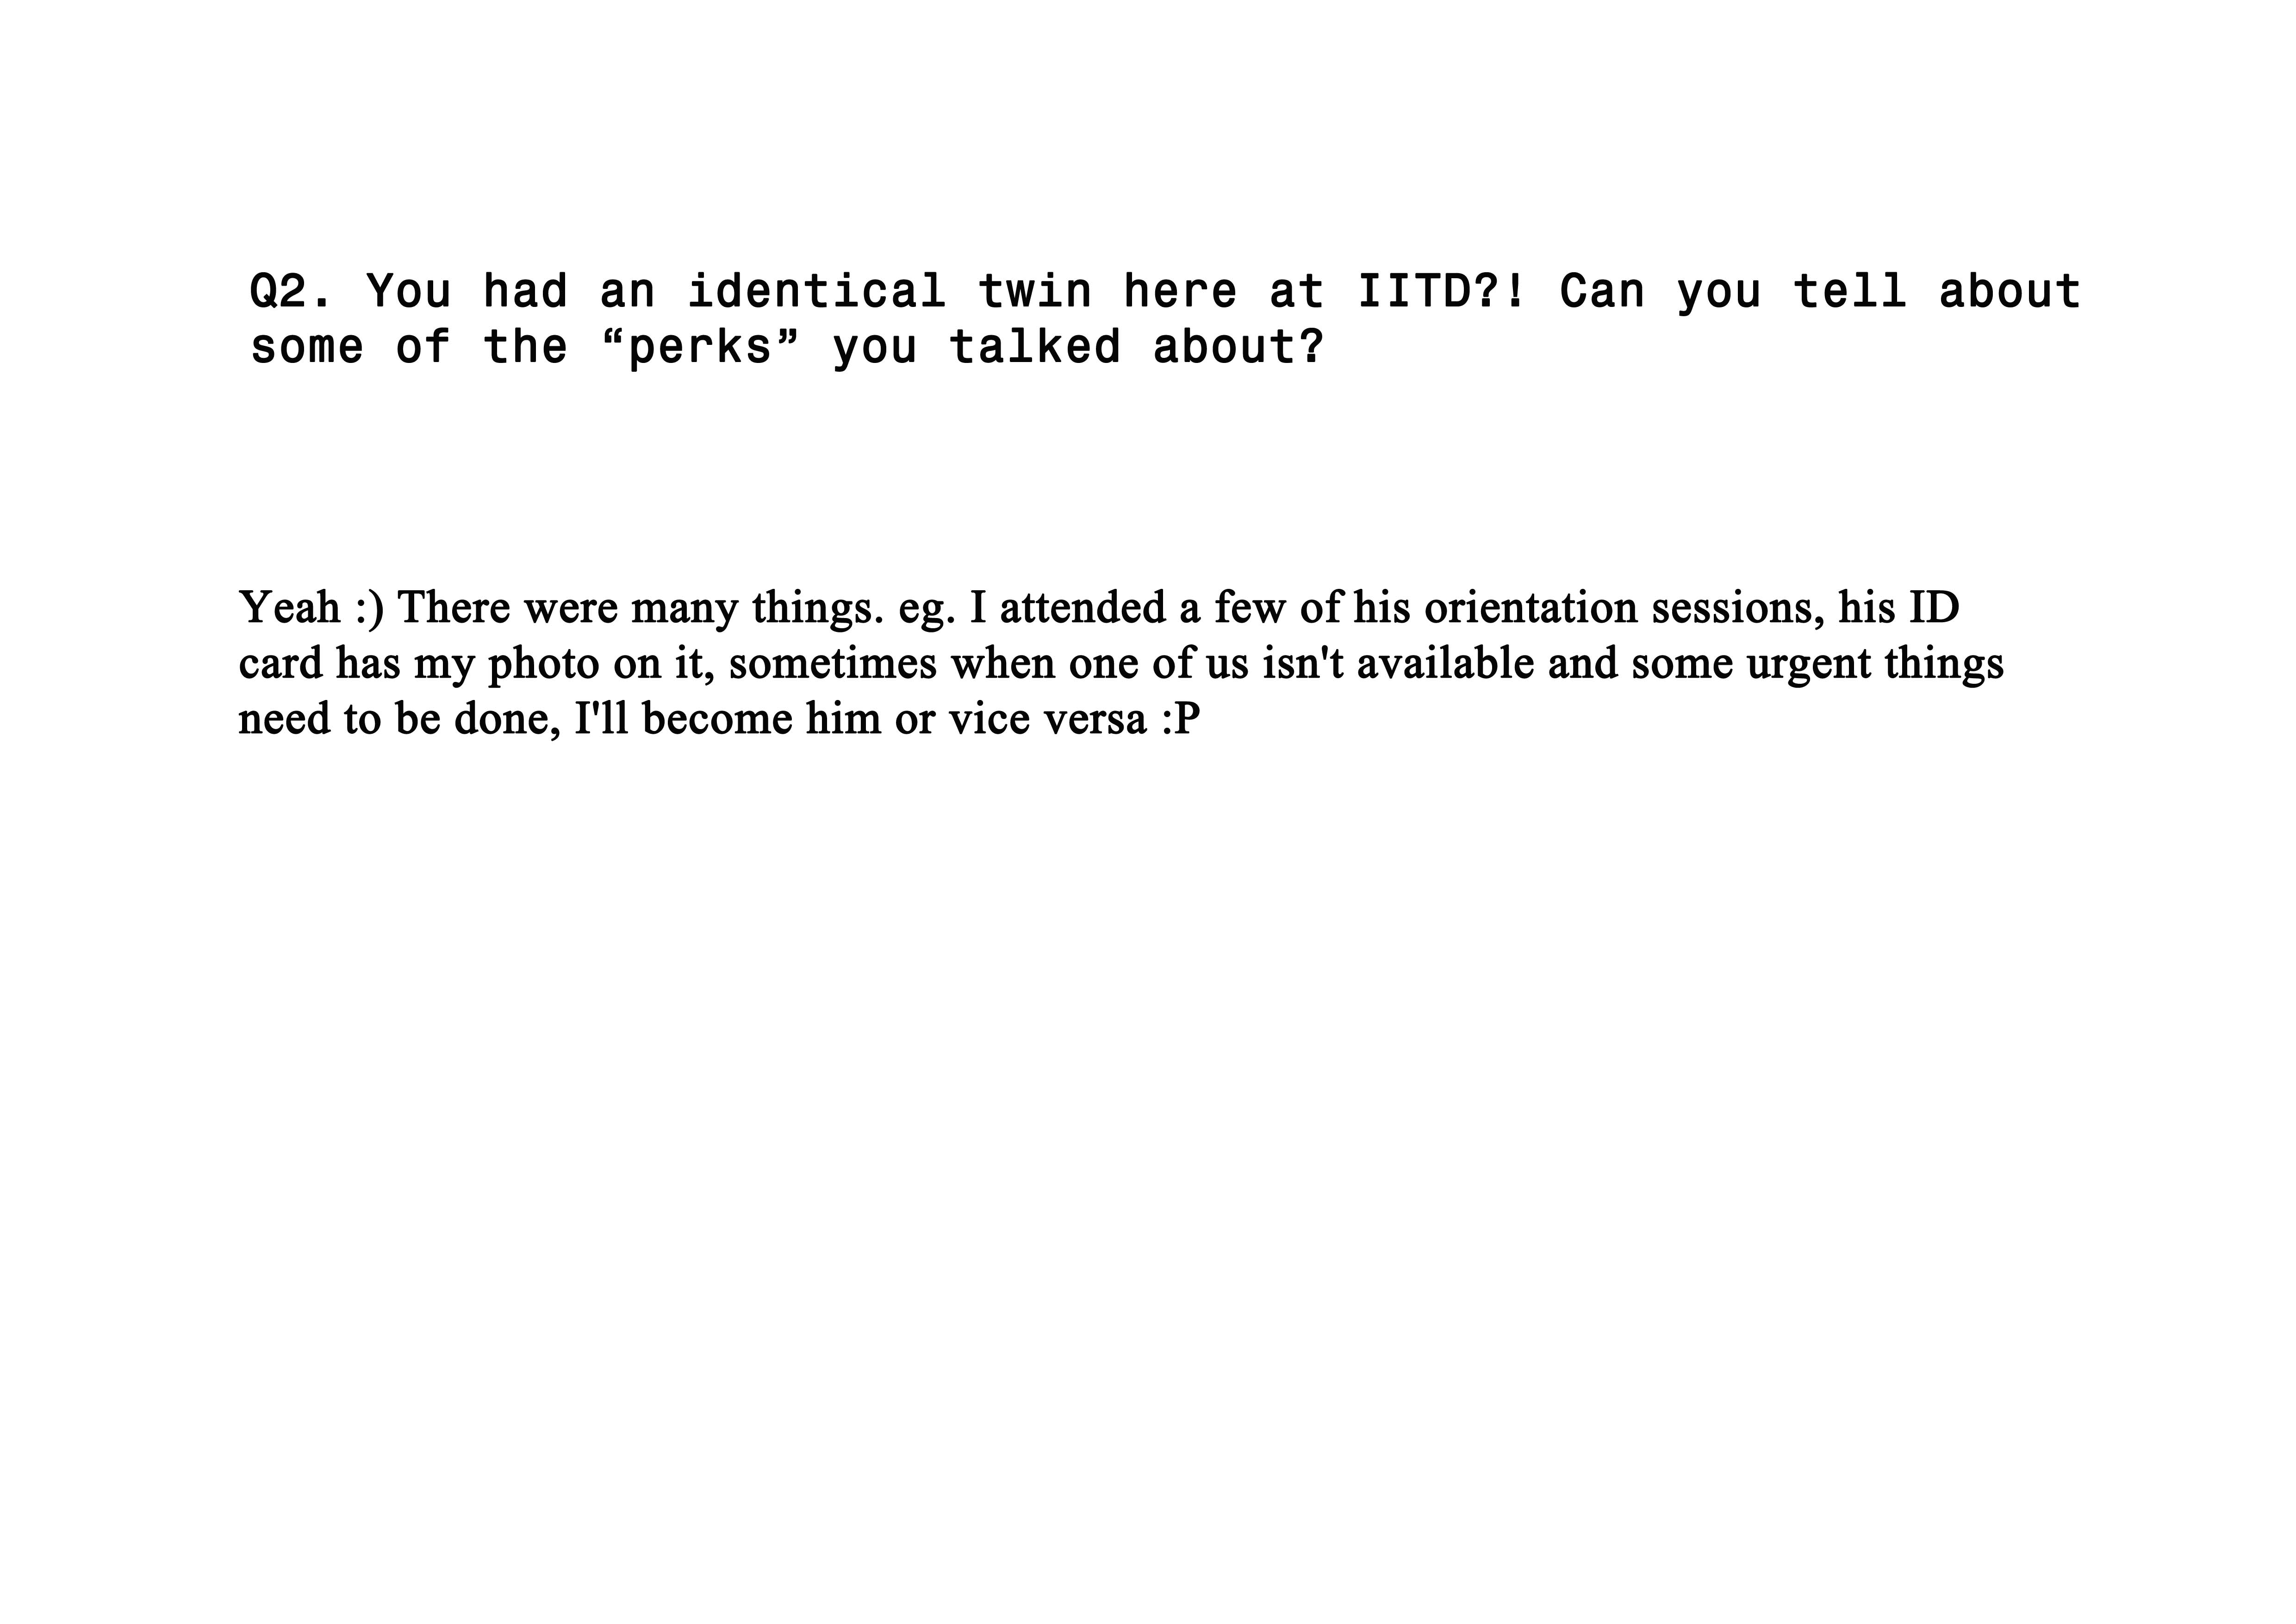 Q2. You had an identical twin here at IITD?! Can you tell about
some of the “perks” you talked about?
Yeah :) There were many things. eg. I attended a few of his orientation sessions, his ID
card has my photo on it, sometimes when one of us isn't available and some urgent things
need to be done, I'll become him or vice versa :P